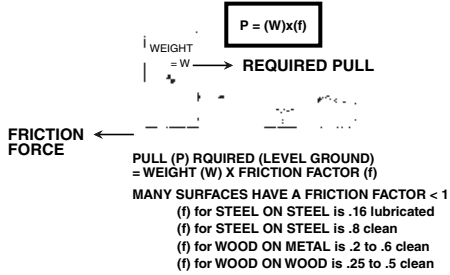 P = (W)x(f)
WEIGHT
= W
REQUIRED PULL
FRICTION
FORCE
PULL (P) RQUIRED (LEVEL GROUND)
= WEIGHT (W) X FRICTION FACTOR (f)
MANY SURFACES HAVE A FRICTION FACTOR < 1
(f) for STEEL ON STEEL is .16 lubricated
(f) for STEEL ON STEEL is .8 clean
(f) for WOOD ON METAL is .2 to .6 clean
(f) for WOOD ON WOOD is .25 to .5 clean